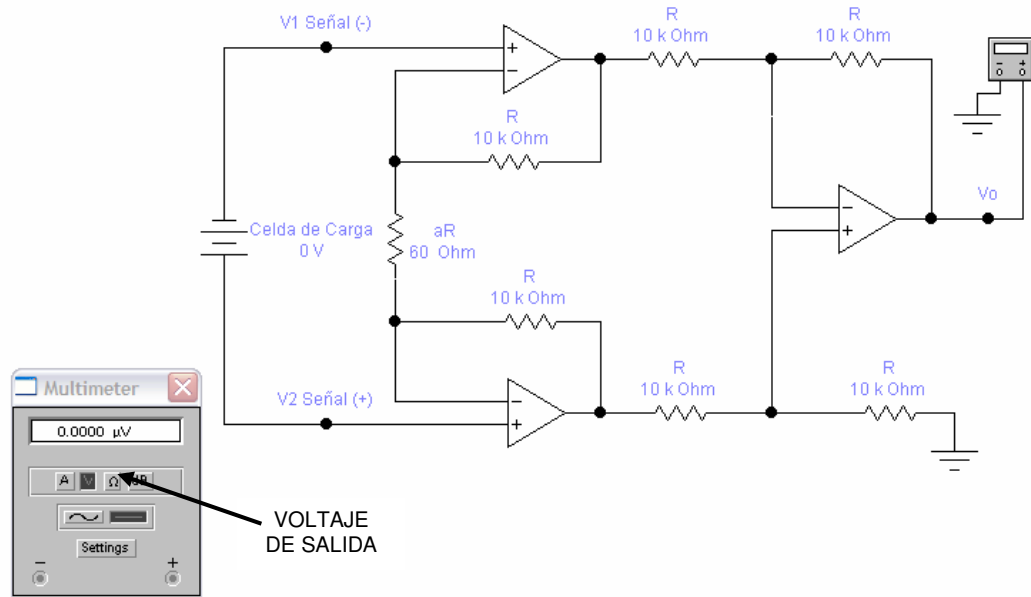 V1 Señal (-)
R
10 k Ohm
R
10 k Ohm
+
−
− +
R
10 k Ohm
Vo
−
+
Celda de Carga
0 V
aR
60 Ohm
R
10 k Ohm
V2 Señal (+)
−
+
R
10 k Ohm
R
10 k Ohm
Multimeter
0.0000 µV
A V Ω dB
Settings
− +
VOLTAJE
DE SALIDA